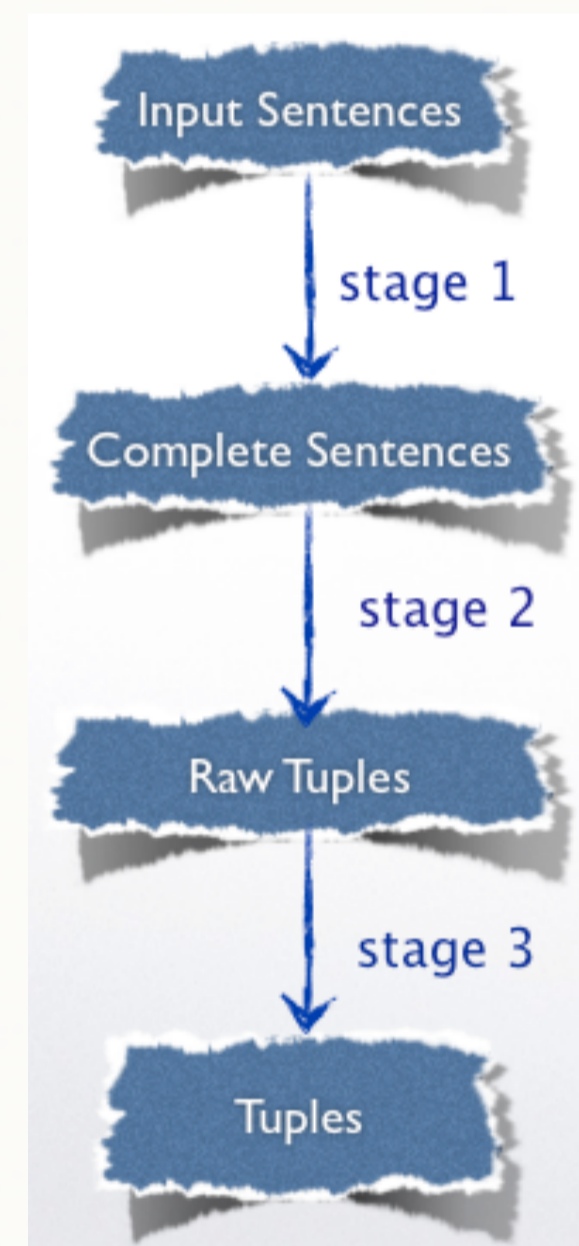 Input Sentences
stage 1
Complete Sentences
stage 2
Raw Tuples
stage 3
Tuples